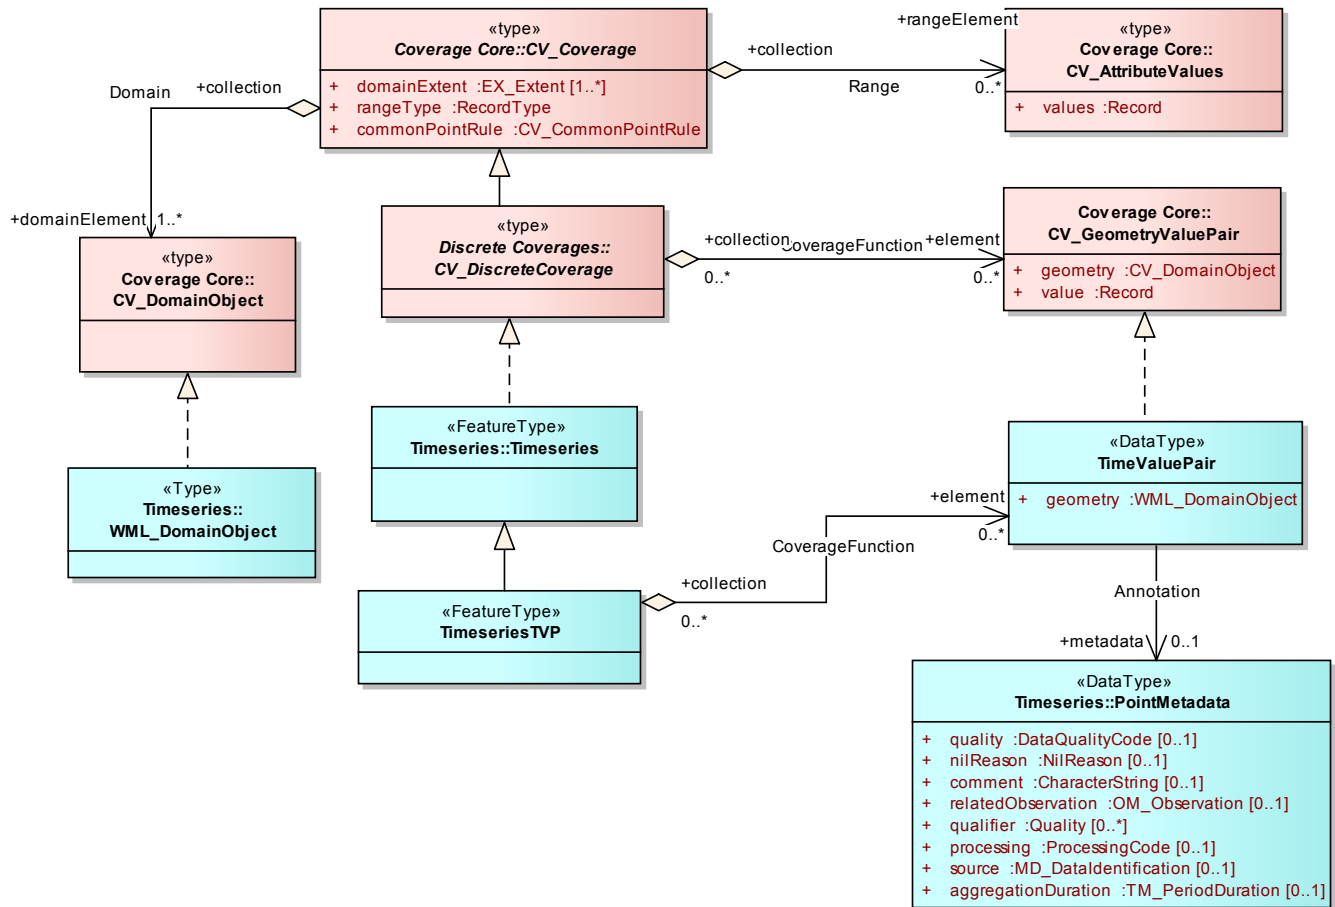 «type»
Coverage Core::CV_Coverage
+ domainExtent :EX_Extent [1..*]
+ rangeType :RecordType
+ commonPointRule :CV_CommonPointRule
+collection
+rangeElement
Range
0..*
«type»
Coverage Core::
CV_AttributeValues
+ values :Record
Domain
+collection
+domainElement
1..*
«type»
Coverage Core::
CV_DomainObject
«type»
Discrete Coverages::
CV_DiscreteCoverage
+collection
CoverageFunction
+element
0..*
0..*
Coverage Core::
CV_GeometryValuePair
+ geometry :CV_DomainObject
+ value :Record
«Type»
Timeseries::
WML_DomainObject
«FeatureType»
Timeseries::Timeseries
«DataType»
TimeValuePair
+ geometry :WML_DomainObject
+element
0..*
CoverageFunction
+collection
0..*
«FeatureType»
TimeseriesTVP
Annotation
+metadata
0..1
«DataType»
Timeseries::PointMetadata
+ quality :DataQualityCode [0..1]
+ nilReason :NilReason [0..1]
+ comment :CharacterString [0..1]
+ relatedObservation :OM_Observation [0..1]
+ qualifier :Quality [0..*]
+ processing :ProcessingCode [0..1]
+ source :MD_DataIdentification [0..1]
+ aggregationDuration :TM_PeriodDuration [0..1]